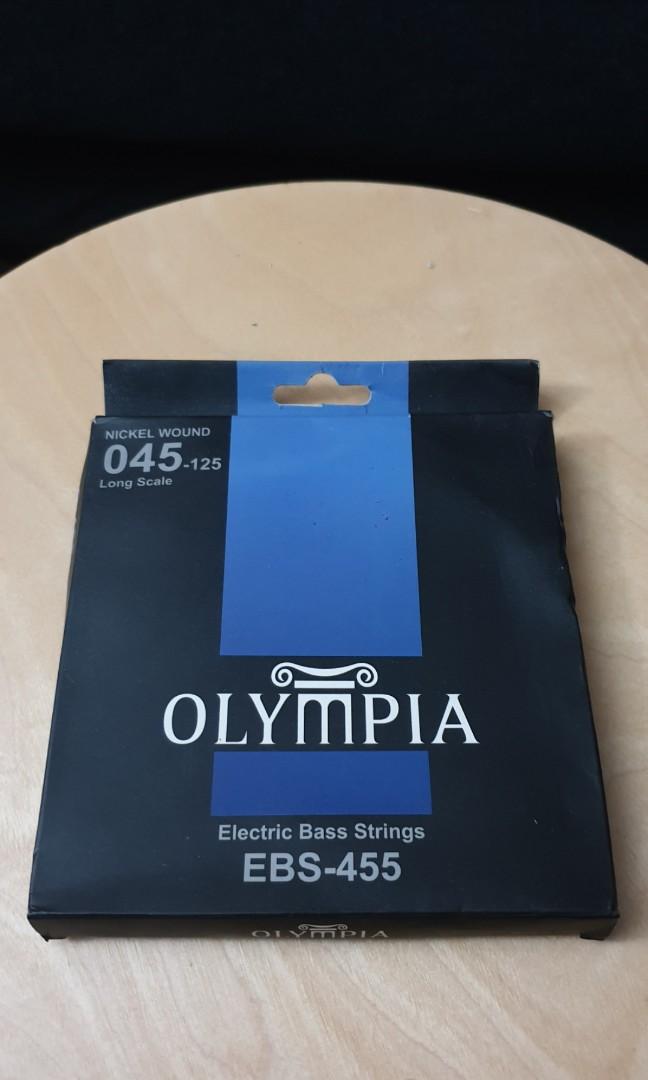 NICKEL WOUND
045-125
Long Scale
OLYMPIA
Electric Bass Strings
EBS-455
OLYMPIA